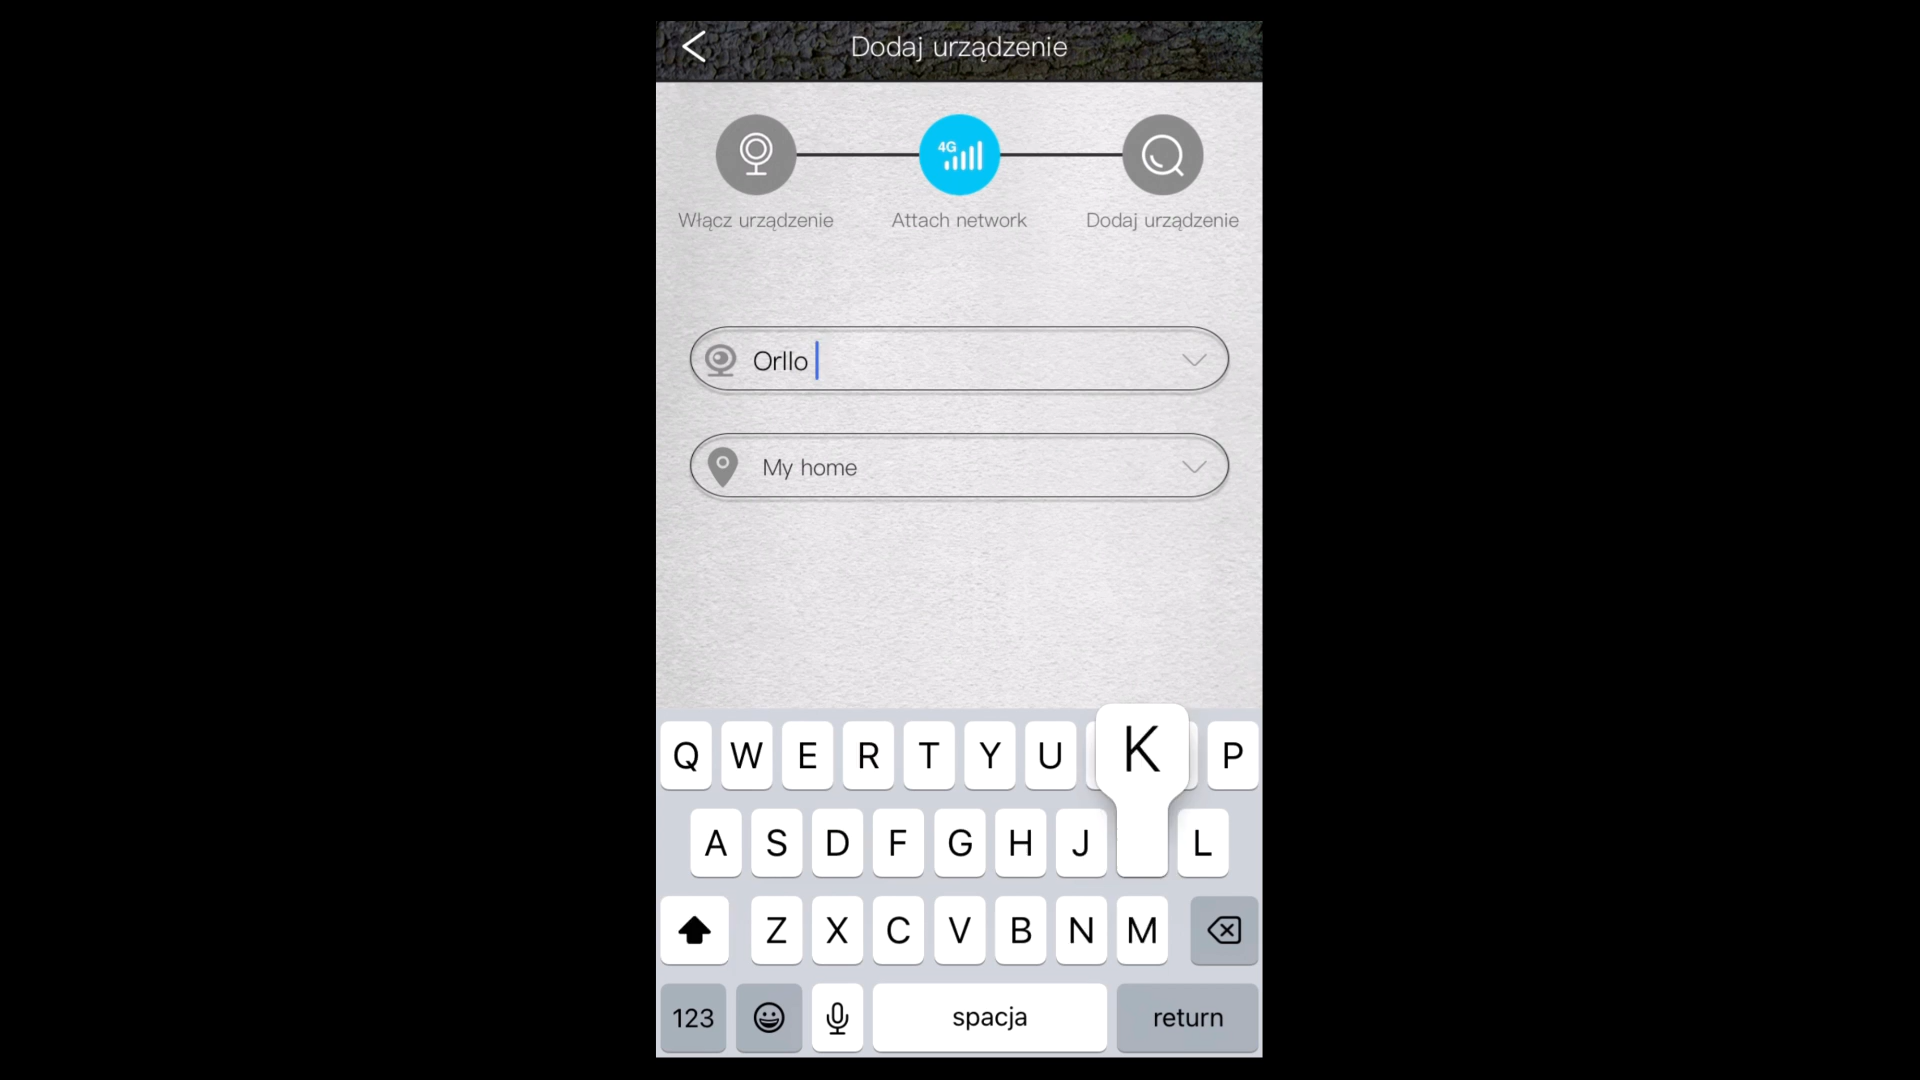 Dodaj urządzenie
4G
Włącz urządzenie Attach network Dodaj urządzenie
Orllo
My home
Q W E R T Y U K P
A S D F G H J L
Z X C V B N M
123 spacja return